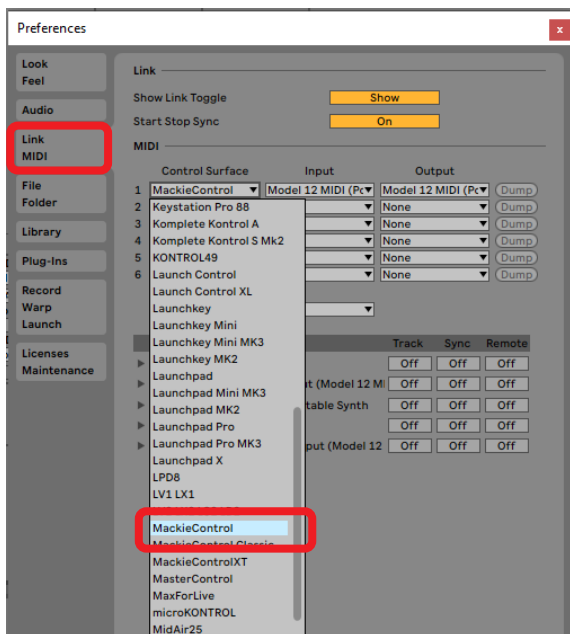 Preferences
x
Look
Feel
Audio
Link
MIDI
File
Folder
Library
Plug-Ins
Record
Warp
Launch
Licenses
Maintenance
Link
Show Link Toggle Show
Start Stop Sync On
MIDI
Control Surface Input Output
1 MackieControl Model 12 MIDI (Po Model 12 MIDI (Po Dump
2 Keystation Pro 88 None Dump
3 Komplete Kontrol A None Dump
4 Komplete Kontrol S Mk2 None Dump
5 KONTROL49 None Dump
6 Launch Control None Dump
Launch Control XL
Launchkey
Launchkey Mini
Launchkey Mini MK3 Track Sync Remote
Launchkey MK2 Off Off Off
Launchpad
Launchpad Mini MK3 t (Model 12 MI Off Off Off
Launchpad MK2 table Synth Off Off Off
Launchpad Pro Off Off Off
Launchpad Pro MK3 put (Model 12 Off Off Off
Launchpad X
LPD8
LV1 LX1
MackieControl
MackieControl Classic
MackieControlXT
MasterControl
MaxForLive
microKONTROL
MidAir25